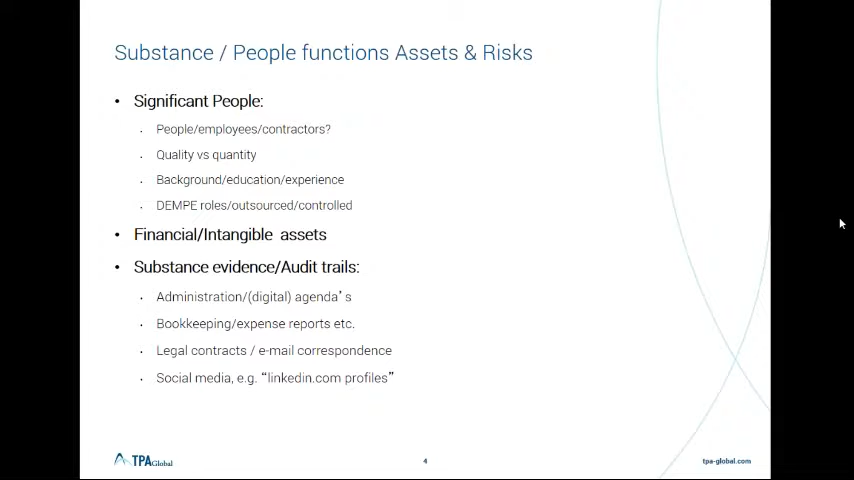 Substance / People functions Assets & Risks
• Significant People:
. People/employees/contractors?
. Quality vs quantity
. Background/education/experience
. DEMPE roles/outsourced/controlled
• Financial/Intangible assets
• Substance evidence/Audit trails:
. Administration/(digital) agenda’s
. Bookkeeping/expense reports etc.
. Legal contracts / e-mail correspondence
. Social media, e.g. “linkedin.com profiles”
TPAGlobal
4
tpa-global.com